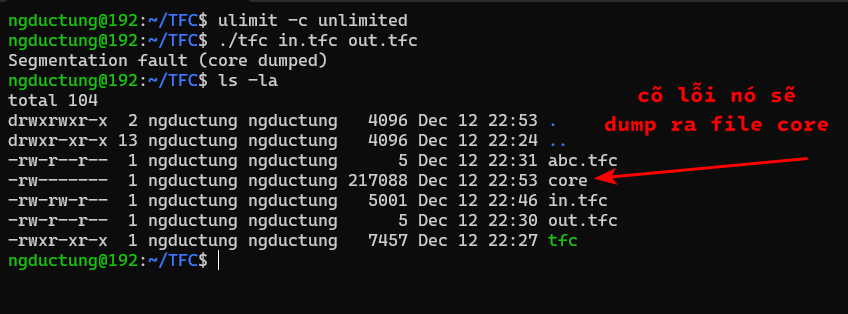 ngductung@192:~/TFC$ ulimit -c unlimited
ngductung@192:~/TFC$ ./tfc in.tfc out.tfc
Segmentation fault (core dumped)
ngductung@192:~/TFC$ ls -la
total 104
drwxrwxr-x  2 ngductung ngductung   4096 Dec 12 22:53 .
drwxr-xr-x 13 ngductung ngductung   4096 Dec 12 22:24 ..
-rw-r--r--  1 ngductung ngductung      5 Dec 12 22:31 abc.tfc
-rw-------  1 ngductung ngductung 217088 Dec 12 22:53 core
-rw-rw-r--  1 ngductung ngductung   5001 Dec 12 22:46 in.tfc
-rw-r--r--  1 ngductung ngductung      5 Dec 12 22:30 out.tfc
-rwxr-xr-x  1 ngductung ngductung   7457 Dec 12 22:27 tfc
ngductung@192:~/TFC$
cõ lỗi nó sẽ
dump ra file core